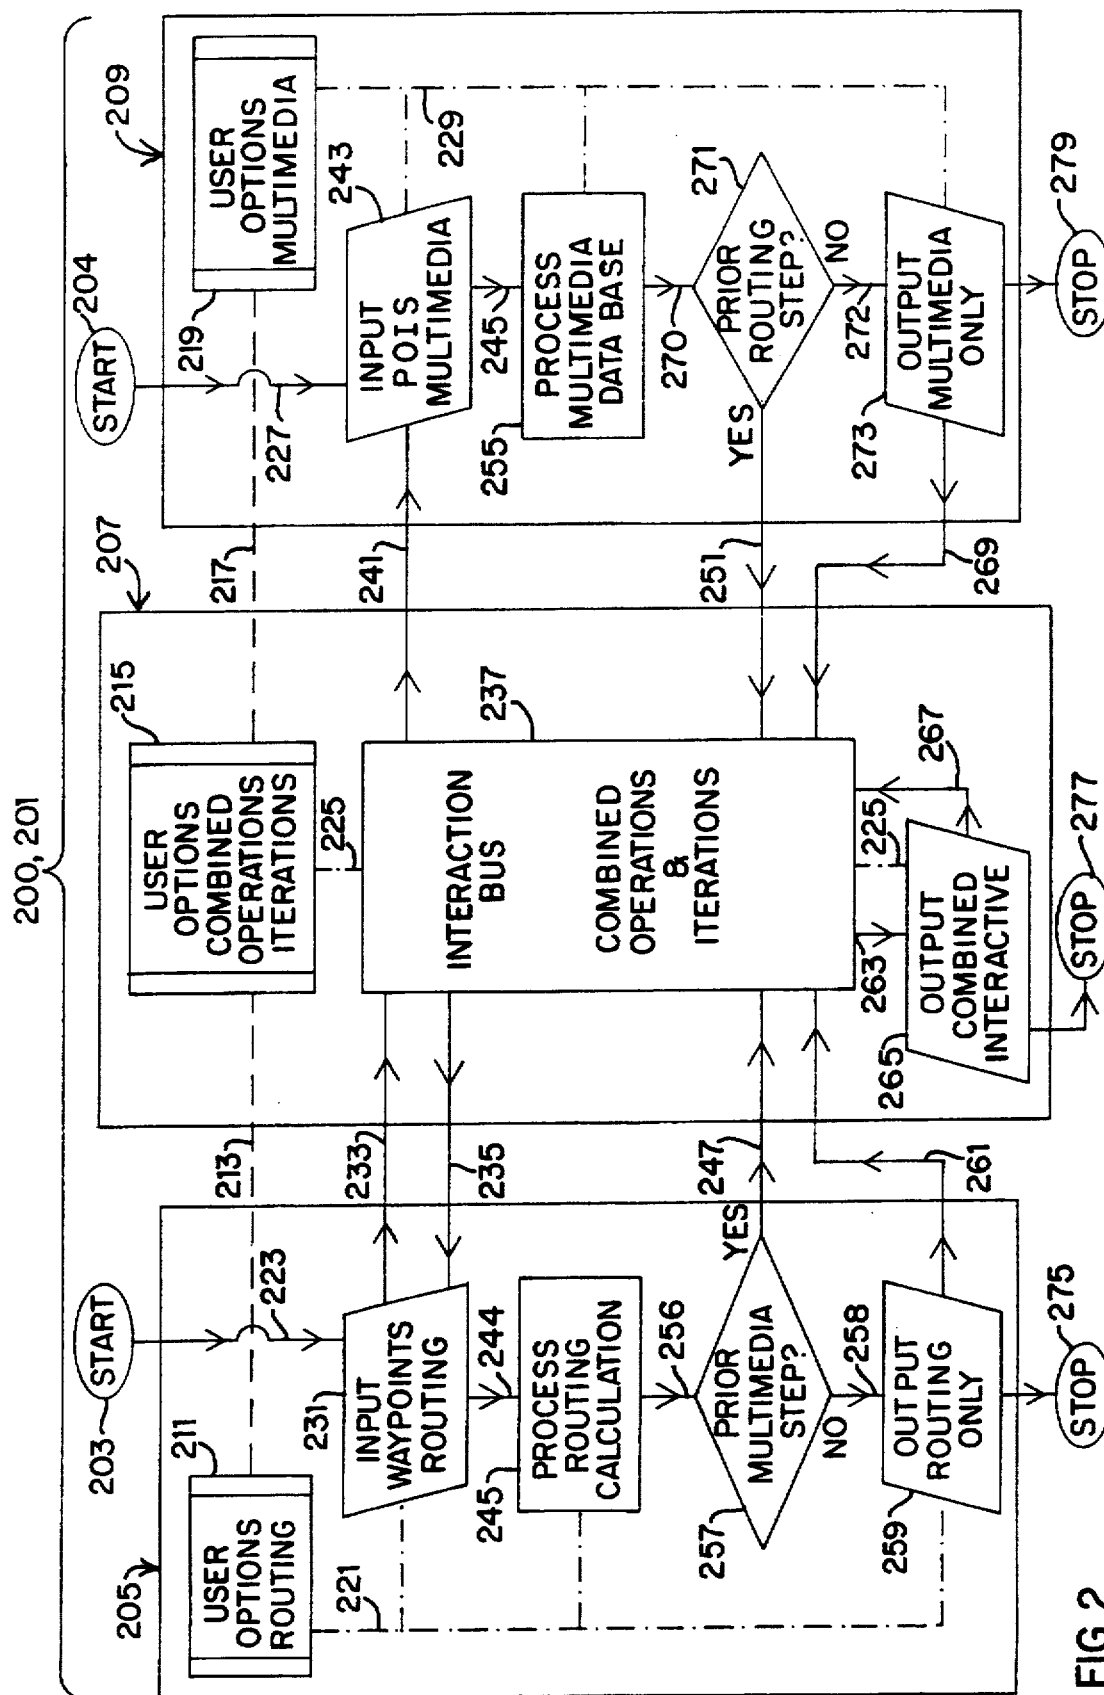 200, 201
203
START
204
START
205
207
209
211
USER
OPTIONS
ROUTING
213
215
USER
OPTIONS
COMBINED
OPERATIONS
ITERATIONS
217
219
USER
OPTIONS
MULTIMEDIA
221
223
225
227
229
231
INPUT
WAYPOINTS
ROUTING
233
235
237
INTERACTION
BUS
COMBINED
OPERATIONS
&
ITERATIONS
241
243
INPUT
POIS
MULTIMEDIA
244
245
PROCESS
ROUTING
CALCULATION
245
255
PROCESS
MULTIMEDIA
DATA BASE
256
257
PRIOR
MULTIMEDIA
STEP?
YES
NO
247
258
270
271
PRIOR
ROUTING
STEP?
YES
NO
251
272
259
OUTPUT
ROUTING
ONLY
261
263
225
265
OUTPUT
COMBINED
INTERACTIVE
267
269
273
OUTPUT
MULTIMEDIA
ONLY
STOP
275
STOP
277
STOP
279
FIG. 2